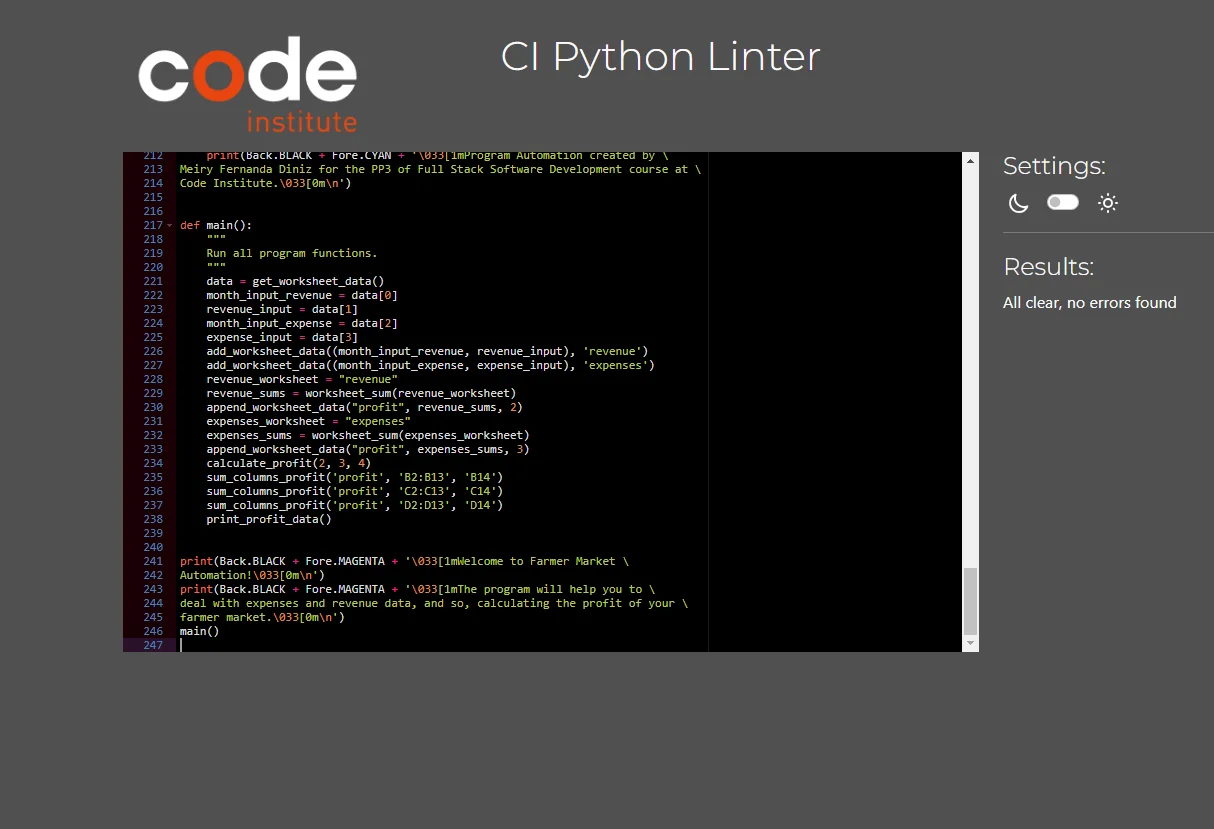 code
institute
CI Python Linter
212 print(Back.BLACK + Fore.CYAN + '\033[1mProgram Automation created by \
213 Meiry Fernanda Diniz for the PP3 of Full Stack Software Development course at \
214 Code Institute.\033[0m\n')
215
216
217 def main():
218     """
219     Run all program functions.
220     """
221     data = get_worksheet_data()
222     month_input_revenue = data[0]
223     revenue_input = data[1]
224     month_input_expense = data[2]
225     expense_input = data[3]
226     add_worksheet_data((month_input_revenue, revenue_input), 'revenue')
227     add_worksheet_data((month_input_expense, expense_input), 'expenses')
228     revenue_worksheet = "revenue"
229     revenue_sums = worksheet_sum(revenue_worksheet)
230     append_worksheet_data("profit", revenue_sums, 2)
231     expenses_worksheet = "expenses"
232     expenses_sums = worksheet_sum(expenses_worksheet)
233     append_worksheet_data("profit", expenses_sums, 3)
234     calculate_profit(2, 3, 4)
235     sum_columns_profit('profit', 'B2:B13', 'B14')
236     sum_columns_profit('profit', 'C2:C13', 'C14')
237     sum_columns_profit('profit', 'D2:D13', 'D14')
238     print_profit_data()
239
240
241 print(Back.BLACK + Fore.MAGENTA + '\033[1mWelcome to Farmer Market \
242 Automation!\033[0m\n')
243 print(Back.BLACK + Fore.MAGENTA + '\033[1mThe program will help you to \
244 deal with expenses and revenue data, and so, calculating the profit of your \
245 farmer market.\033[0m\n')
246 main()
247
Settings:
Results:
All clear, no errors found